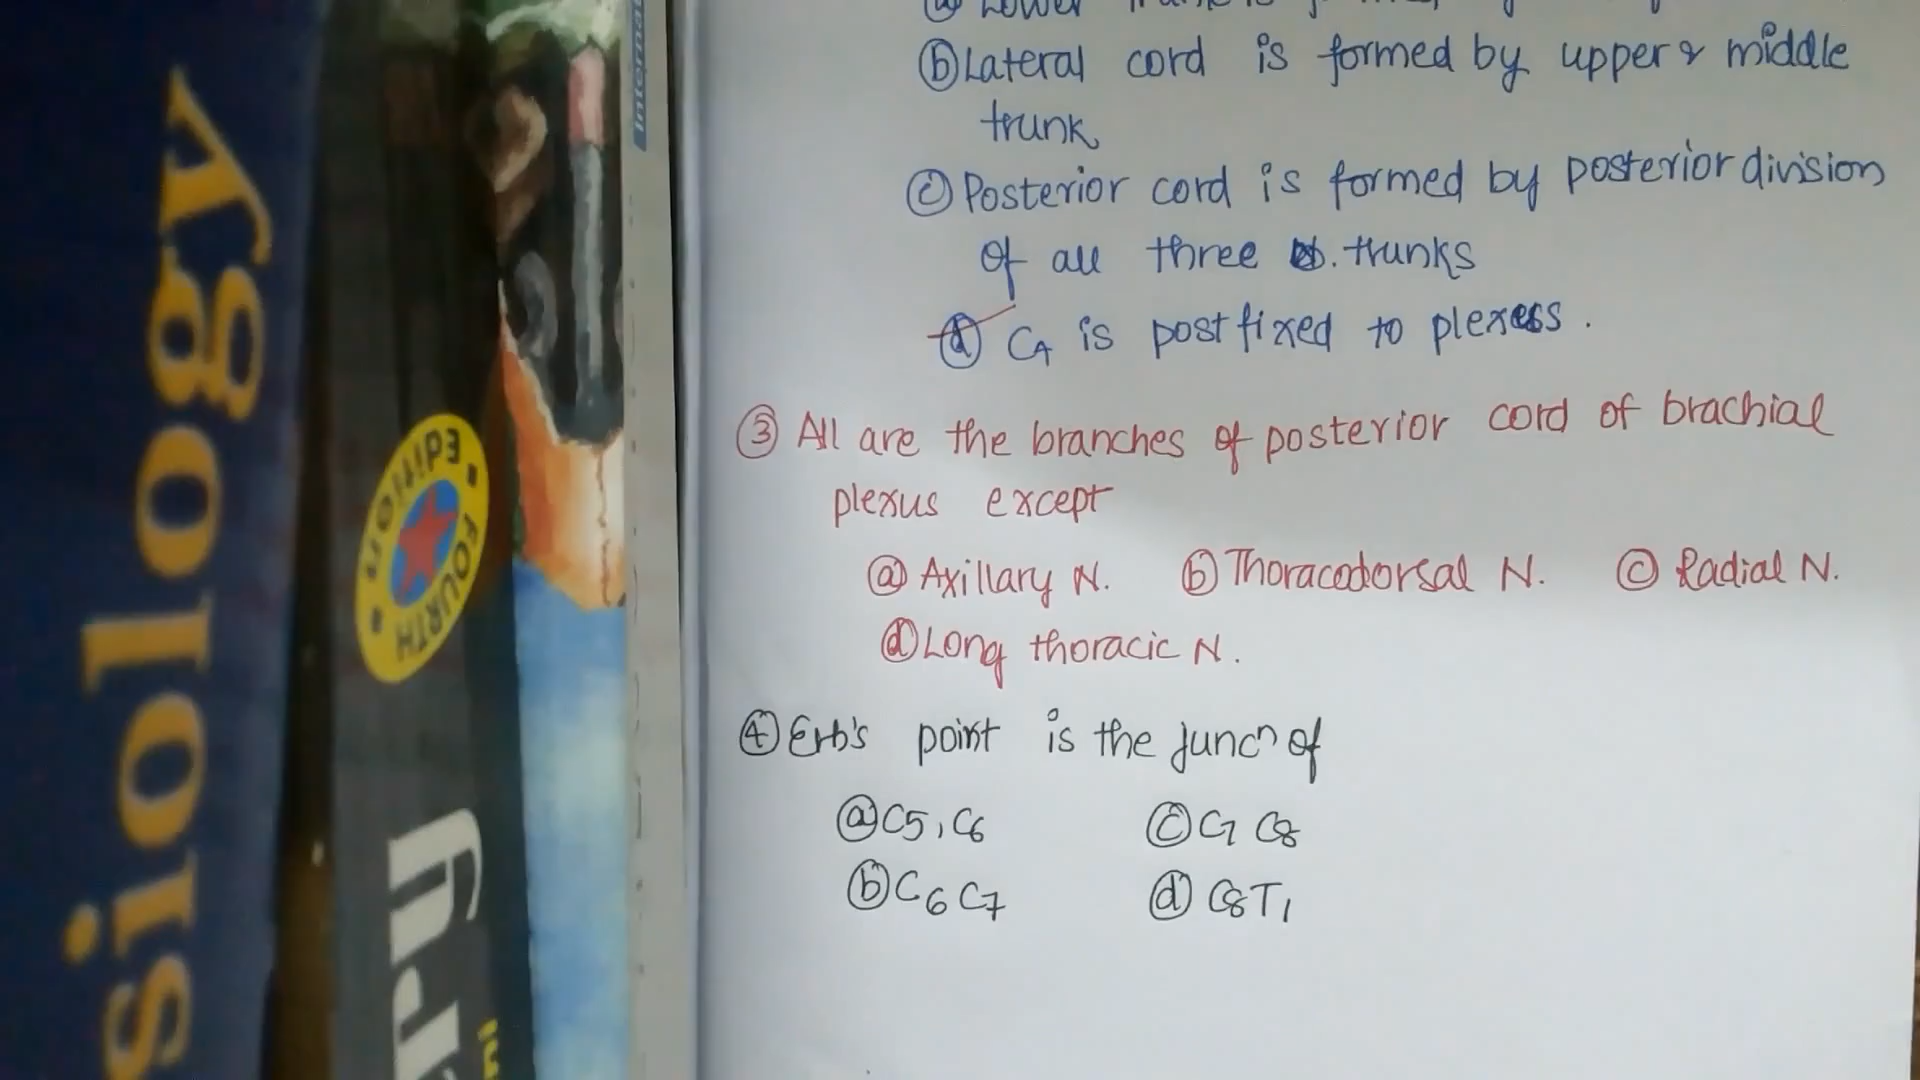 siology
FOURTH EDITION
Internat
ⓑ Lateral cord is formed by upper & middle
trunk
ⓒ Posterior cord is formed by posterior division
of all three trunks
ⓓ C4 is postfixed to plexess.
③ All are the branches of posterior cord of brachial
plexus except
ⓐ Axillary N. ⓑ Thoracodorsal N. ⓒ Radial N.
ⓓ Long thoracic N.
④ Erb's point is the juncⁿ of
ⓐ C5, C6 ⓒ C7 C8
ⓑ C6 C7 ⓓ C8 T1